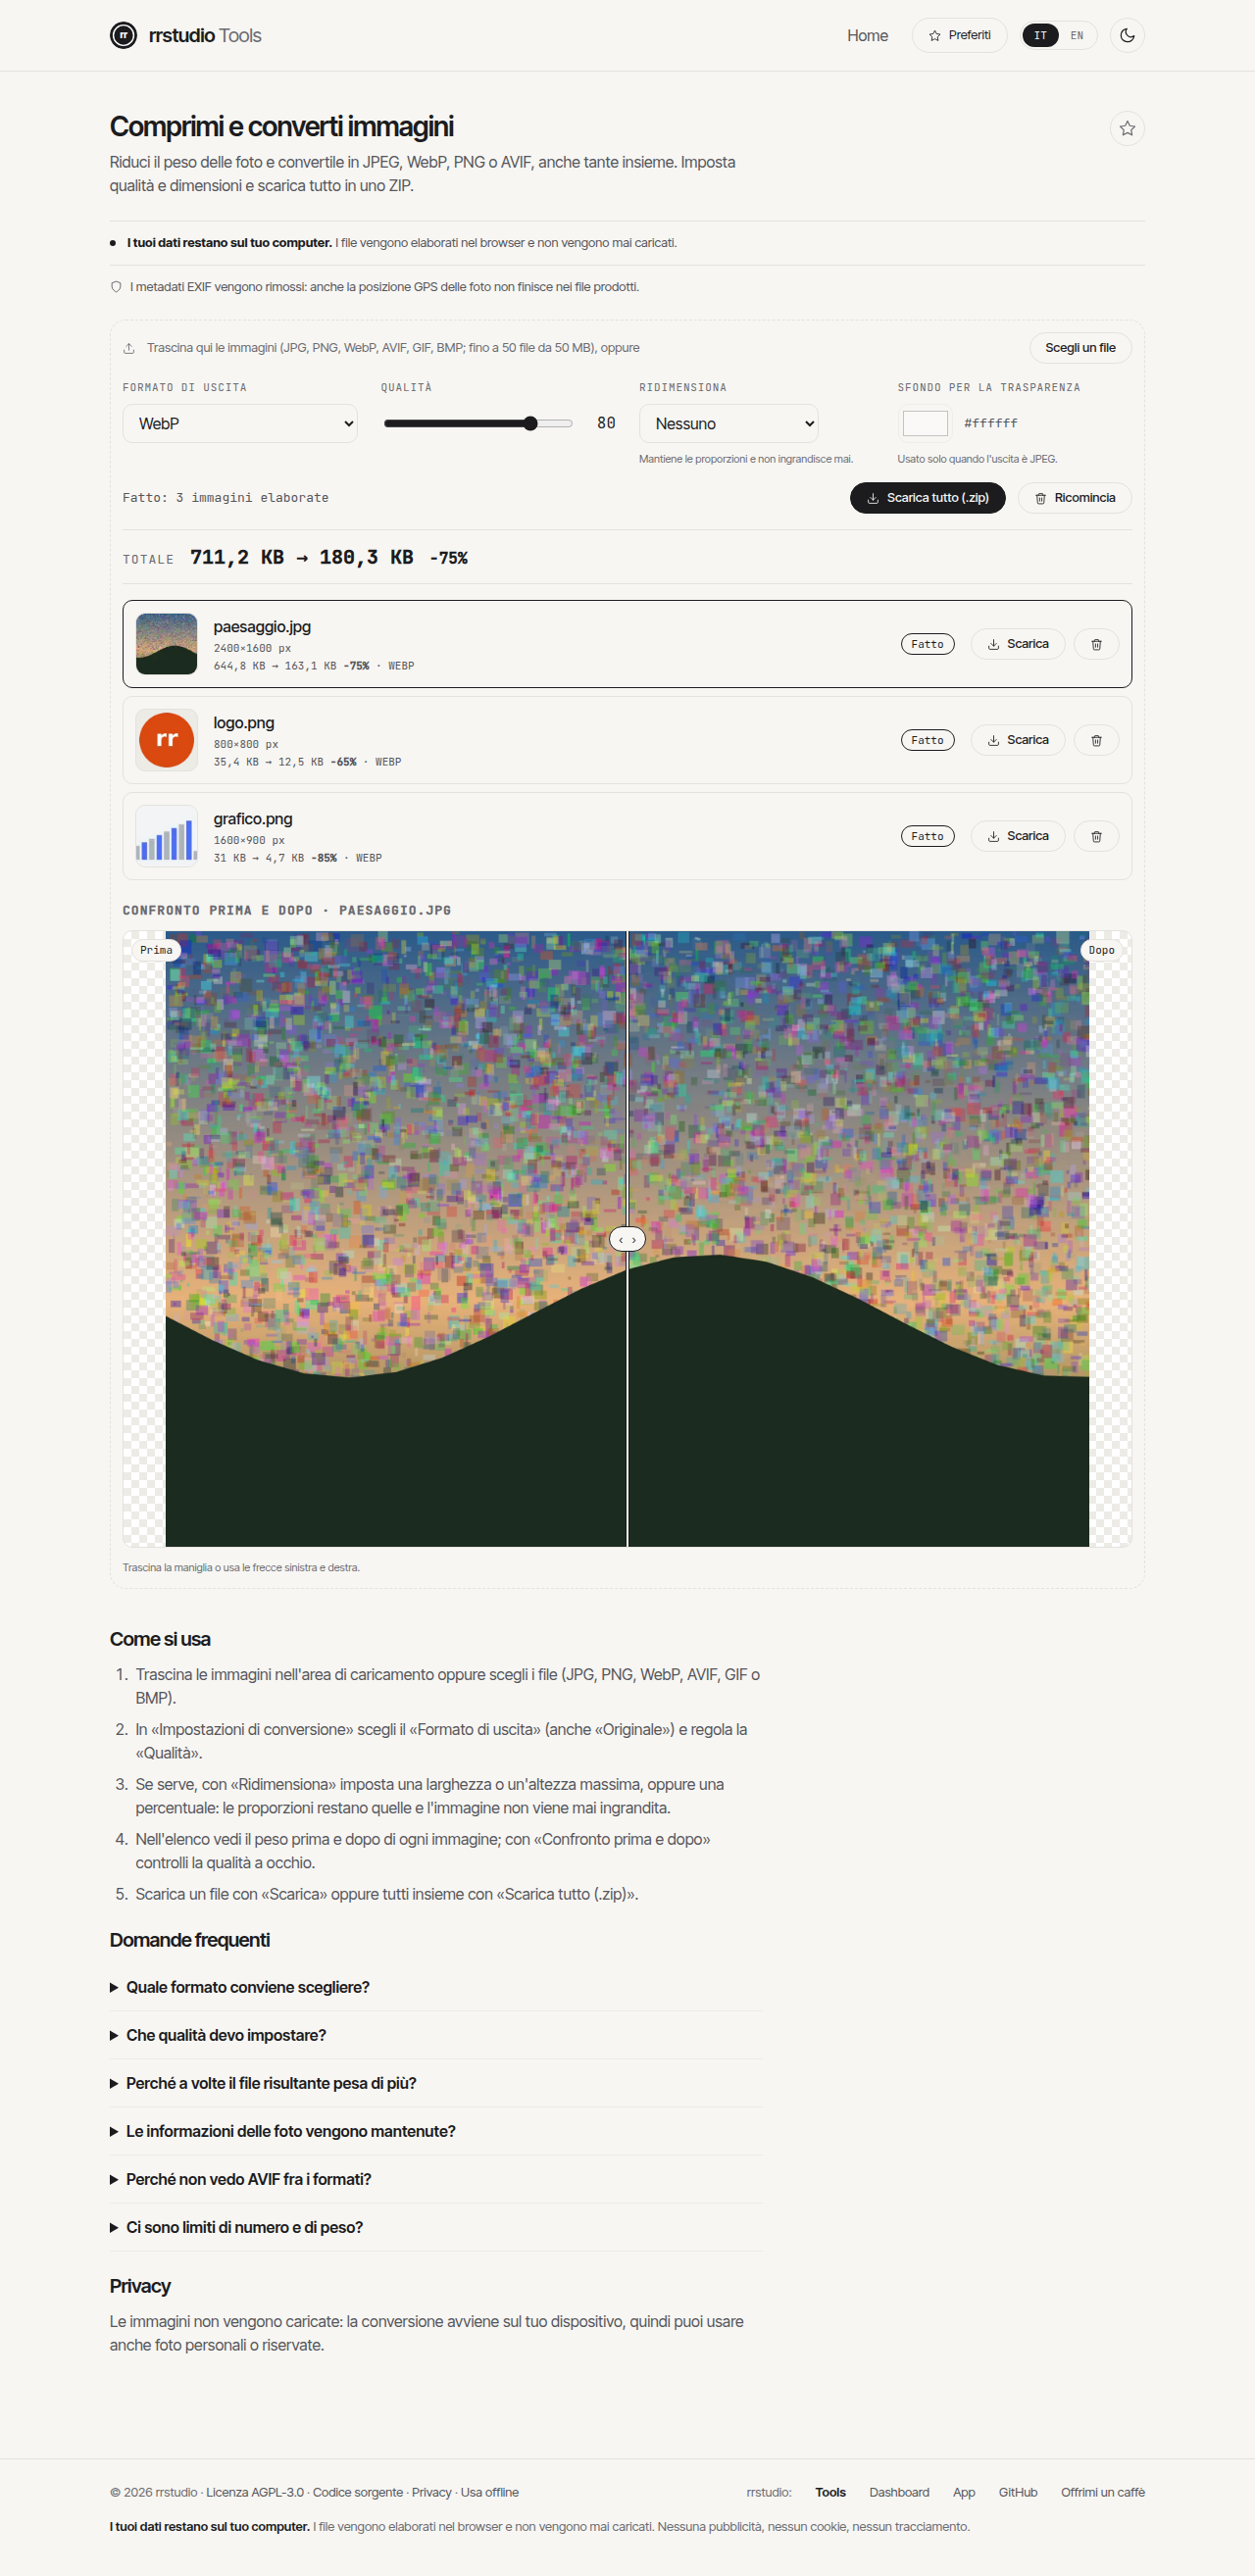 rr rrstudio Tools
Home
Preferiti
IT EN
Comprimi e converti immagini
Riduci il peso delle foto e convertile in JPEG, WebP, PNG o AVIF, anche tante insieme. Imposta
qualità e dimensioni e scarica tutto in uno ZIP.
I tuoi dati restano sul tuo computer. I file vengono elaborati nel browser e non vengono mai caricati.
I metadati EXIF vengono rimossi: anche la posizione GPS delle foto non finisce nei file prodotti.
Trascina qui le immagini (JPG, PNG, WebP, AVIF, GIF, BMP; fino a 50 file da 50 MB), oppure
Scegli un file
FORMATO DI USCITA
QUALITÀ
RIDIMENSIONA
SFONDO PER LA TRASPARENZA
WebP
80
Nessuno
#ffffff
Mantiene le proporzioni e non ingrandisce mai.
Usato solo quando l'uscita è JPEG.
Fatto: 3 immagini elaborate
Scarica tutto (.zip)
Ricomincia
TOTALE 711,2 KB → 180,3 KB -75%
paesaggio.jpg
2400×1600 px
644,8 KB → 163,1 KB -75% · WEBP
Fatto
Scarica
rr
logo.png
800×800 px
35,4 KB → 12,5 KB -65% · WEBP
Fatto
Scarica
grafico.png
1600×900 px
31 KB → 4,7 KB -85% · WEBP
Fatto
Scarica
CONFRONTO PRIMA E DOPO · PAESAGGIO.JPG
Prima
Dopo
Trascina la maniglia o usa le frecce sinistra e destra.
Come si usa
1. Trascina le immagini nell'area di caricamento oppure scegli i file (JPG, PNG, WebP, AVIF, GIF o
BMP).
2. In «Impostazioni di conversione» scegli il «Formato di uscita» (anche «Originale») e regola la
«Qualità».
3. Se serve, con «Ridimensiona» imposta una larghezza o un'altezza massima, oppure una
percentuale: le proporzioni restano quelle e l'immagine non viene mai ingrandita.
4. Nell'elenco vedi il peso prima e dopo di ogni immagine; con «Confronto prima e dopo»
controlli la qualità a occhio.
5. Scarica un file con «Scarica» oppure tutti insieme con «Scarica tutto (.zip)».
Domande frequenti
Quale formato conviene scegliere?
Che qualità devo impostare?
Perché a volte il file risultante pesa di più?
Le informazioni delle foto vengono mantenute?
Perché non vedo AVIF fra i formati?
Ci sono limiti di numero e di peso?
Privacy
Le immagini non vengono caricate: la conversione avviene sul tuo dispositivo, quindi puoi usare
anche foto personali o riservate.
© 2026 rrstudio · Licenza AGPL-3.0 · Codice sorgente · Privacy · Usa offline
rrstudio: Tools Dashboard App GitHub Offrimi un caffè
I tuoi dati restano sul tuo computer. I file vengono elaborati nel browser e non vengono mai caricati. Nessuna pubblicità, nessun cookie, nessun tracciamento.